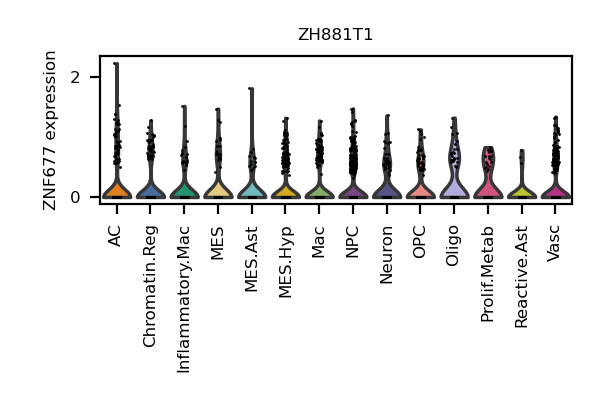 ZH881T1
ZNF677 expression
2
0
AC
Chromatin.Reg
Inflammatory.Mac
MES
MES.Ast
MES.Hyp
Mac
NPC
Neuron
OPC
Oligo
Prolif.Metab
Reactive.Ast
Vasc